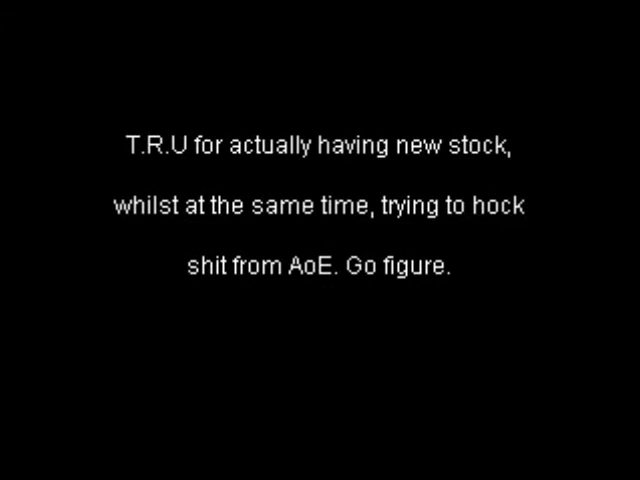 T.R.U for actually having new stock,
whilst at the same time, trying to hock
shit from AoE. Go figure.